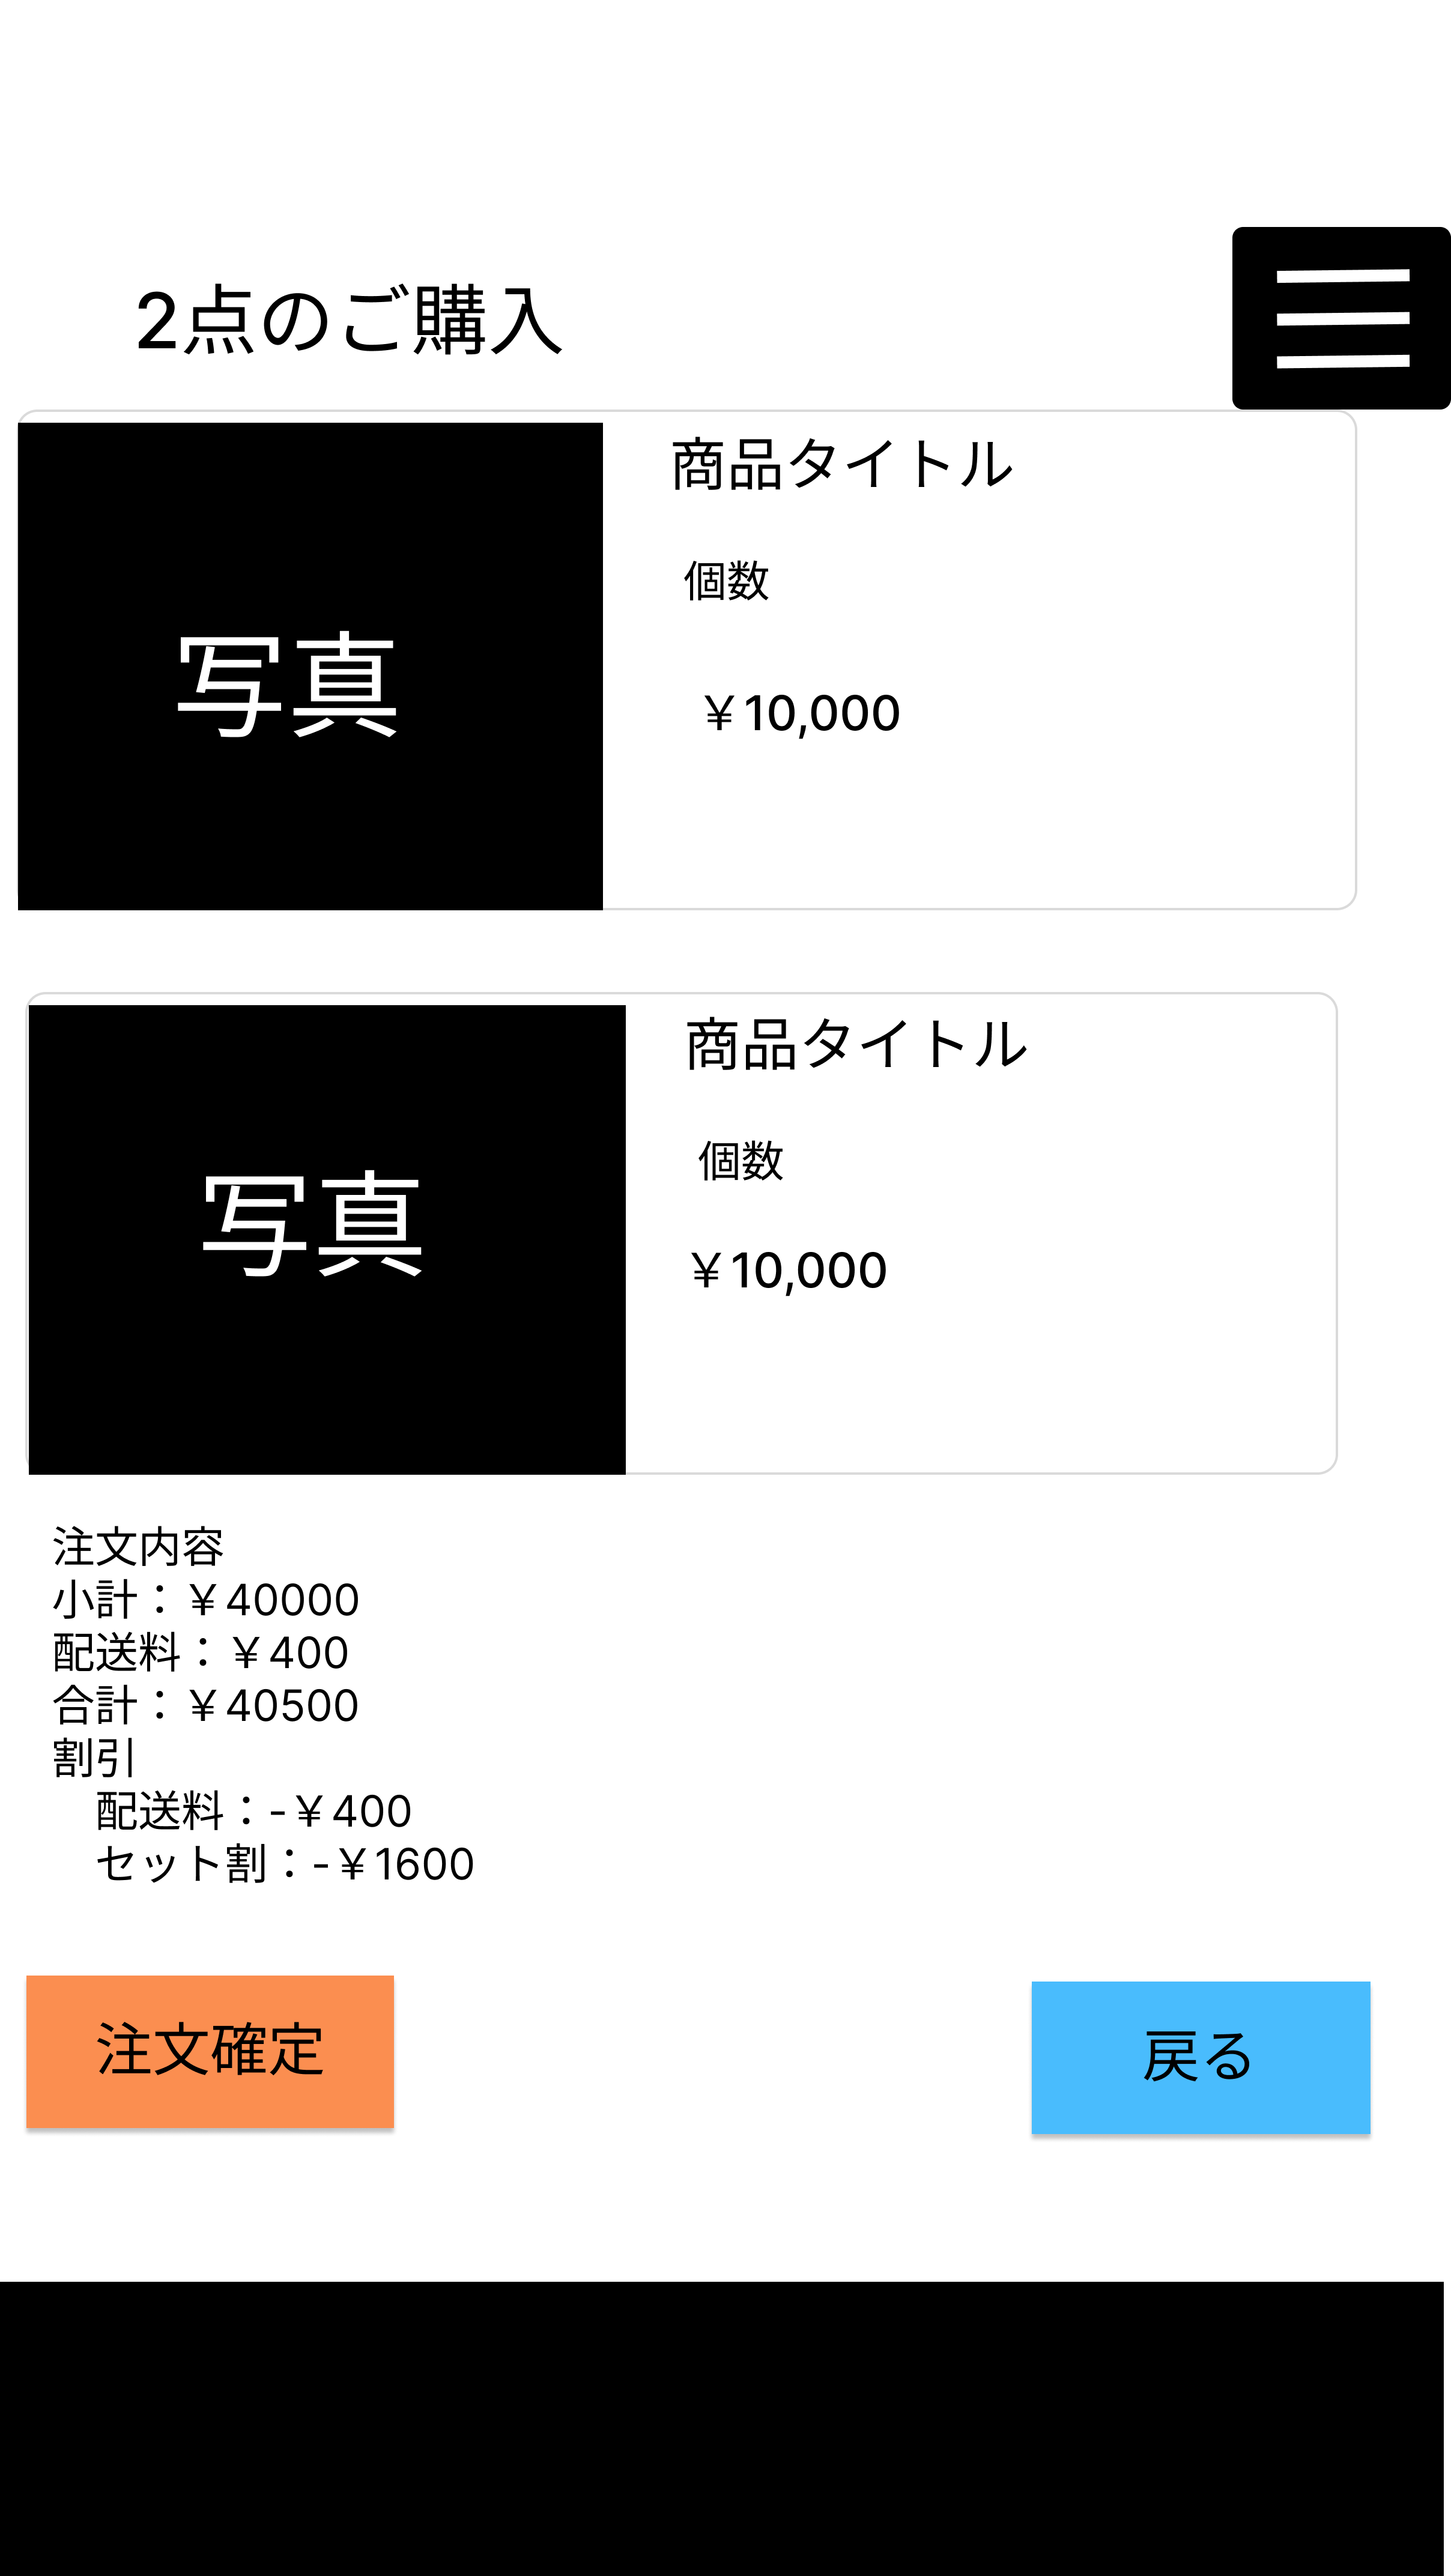 2点のご購入
商品タイトル
個数
写真
￥10,000
商品タイトル
個数
写真
￥10,000
注文内容
小計：￥40000
配送料：￥400
合計：￥40500
割引
　配送料：-￥400
　セット割：-￥1600
注文確定
戻る